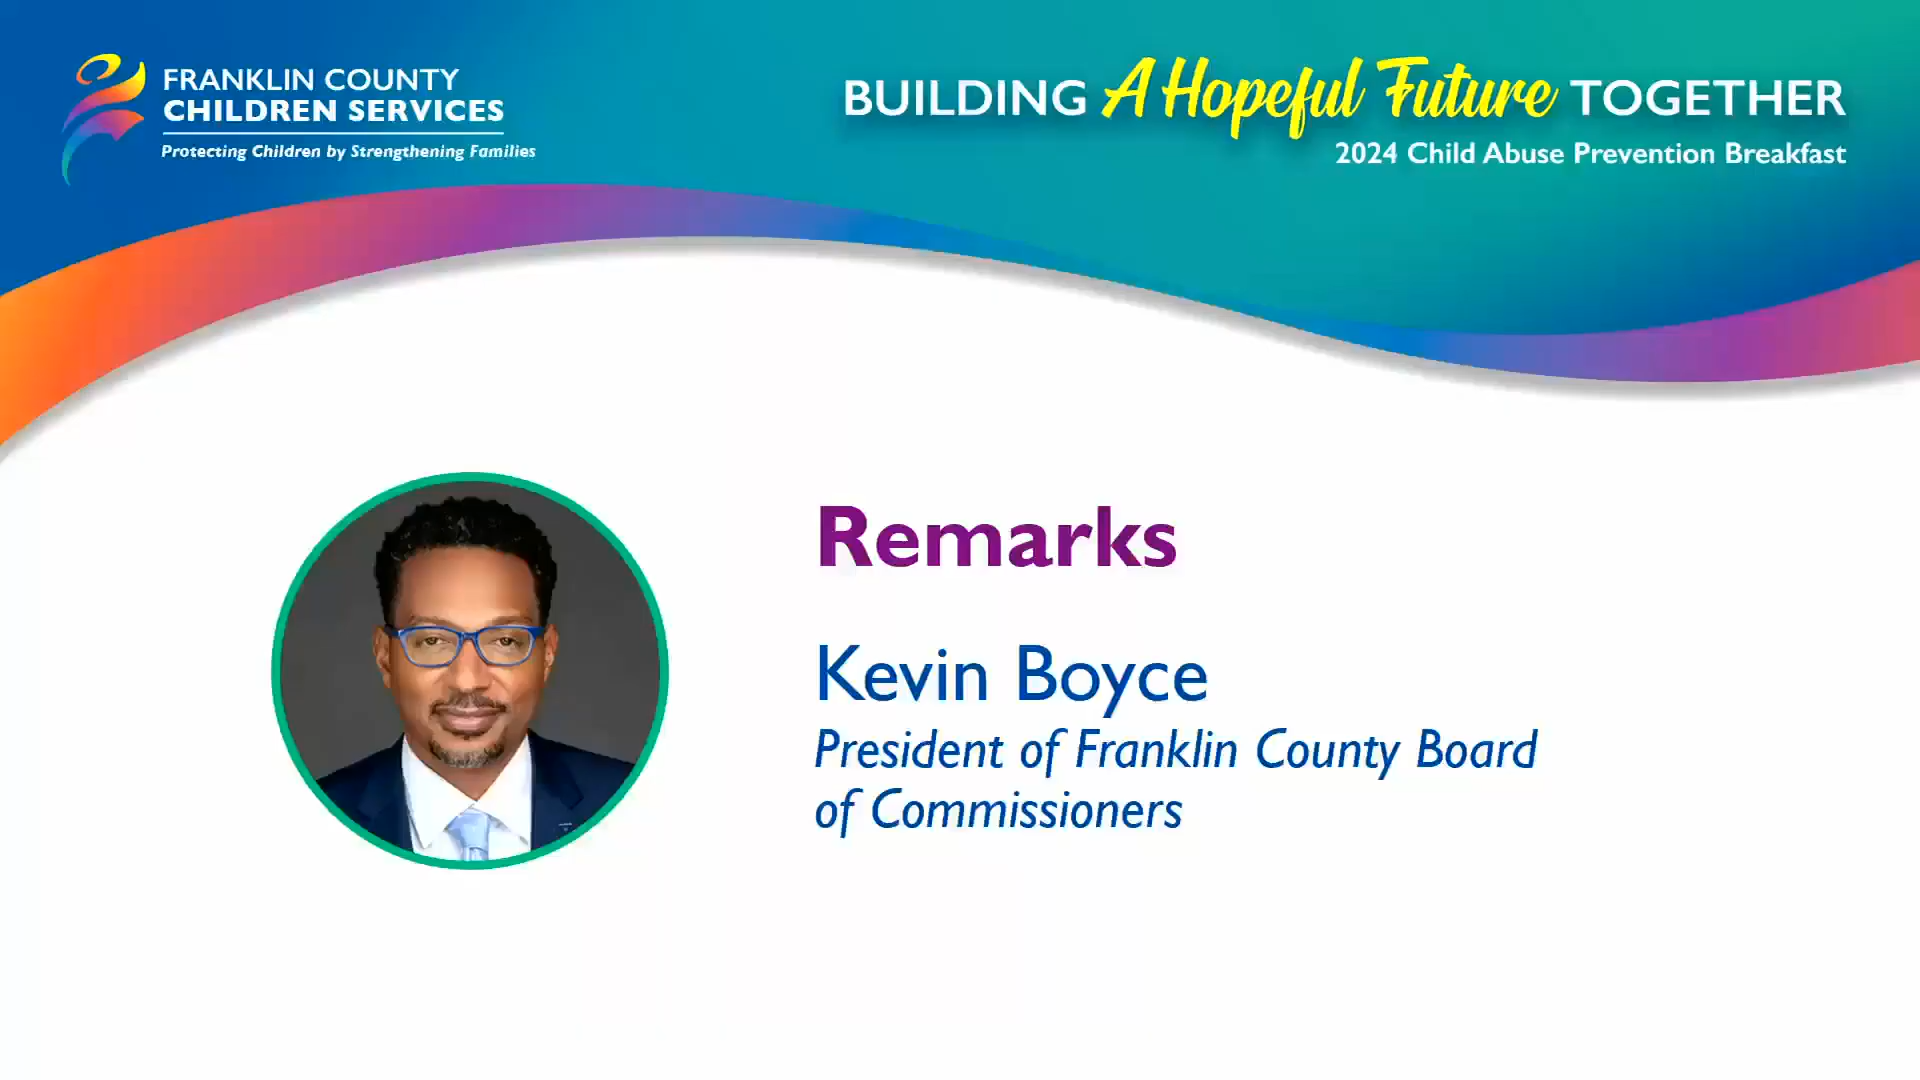 FRANKLIN COUNTY
CHILDREN SERVICES
Protecting Children by Strengthening Families
BUILDING A Hopeful Future TOGETHER
2024 Child Abuse Prevention Breakfast
Remarks
Kevin Boyce
President of Franklin County Board
of Commissioners